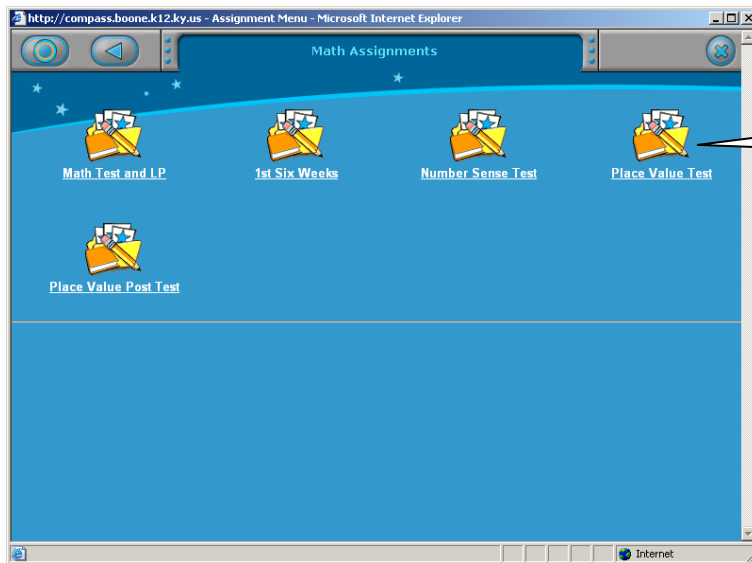 http://compass.boone.k12.ky.us - Assignment Menu - Microsoft Internet Explorer
Math Assignments
Math Test and LP
1st Six Weeks
Number Sense Test
Place Value Test
Place Value Post Test
Internet